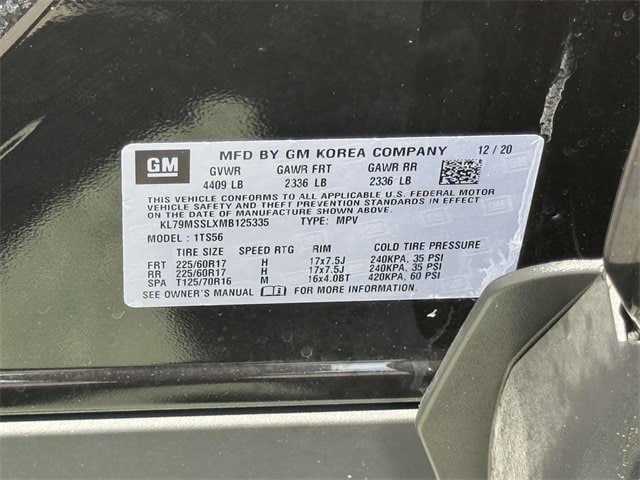 GM MFD BY GM KOREA COMPANY 12/20
GVWR GAWR FRT GAWR RR
4409 LB 2336 LB 2336 LB
THIS VEHICLE CONFORMS TO ALL APPLICABLE U.S. FEDERAL MOTOR
VEHICLE SAFETY AND THEFT PREVENTION STANDARDS IN EFFECT
ON THE DATE OF MANUFACTURE SHOWN ABOVE.
KL79MSSLXMB125335 TYPE: MPV
MODEL: 1TS56
TIRE SIZE SPEED RTG RIM COLD TIRE PRESSURE
FRT 225/60R17 H 17x7.5J 240KPA, 35 PSI
RR 225/60R17 H 17x7.5J 240KPA, 35 PSI
SPA T125/70R16 M 16x4.0BT 420KPA, 60 PSI
SEE OWNER'S MANUAL FOR MORE INFORMATION.